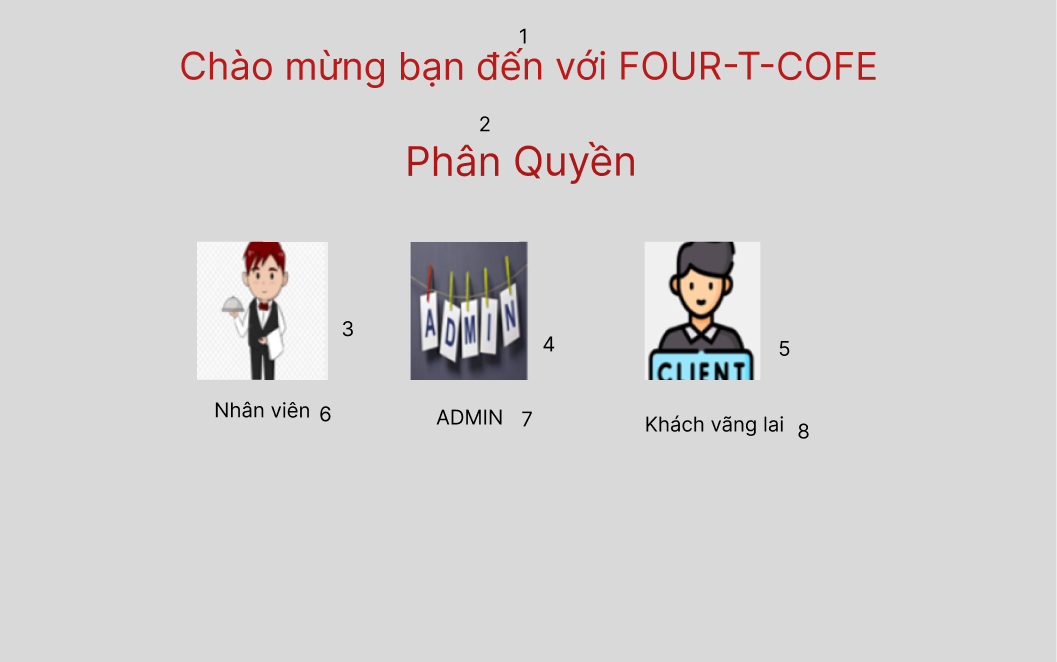 1
Chào mừng bạn đến với FOUR-T-COFE
2
Phân Quyền
ADMIN
CLIENT
3
4
5
Nhân viên 6
ADMIN 7
Khách vãng lai 8